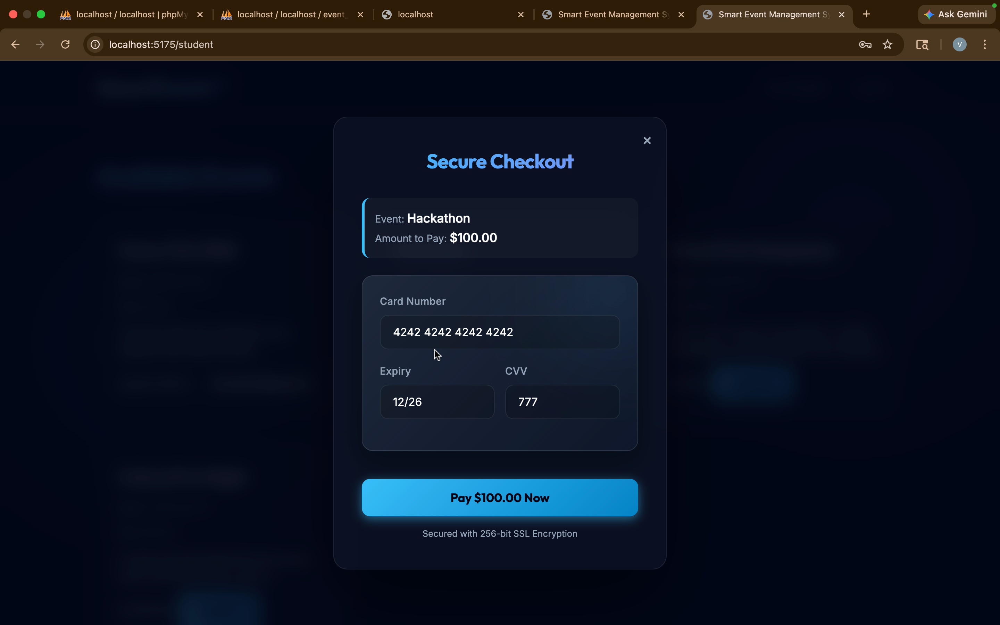 localhost / localhost | phpMy
localhost / localhost / event_
localhost
Smart Event Management Sy
Smart Event Management Sy
Ask Gemini
localhost:5175/student
V
Secure Checkout
Event: Hackathon
Amount to Pay: $100.00
Card Number
4242 4242 4242 4242
Expiry
CVV
12/26
777
Pay $100.00 Now
Secured with 256-bit SSL Encryption